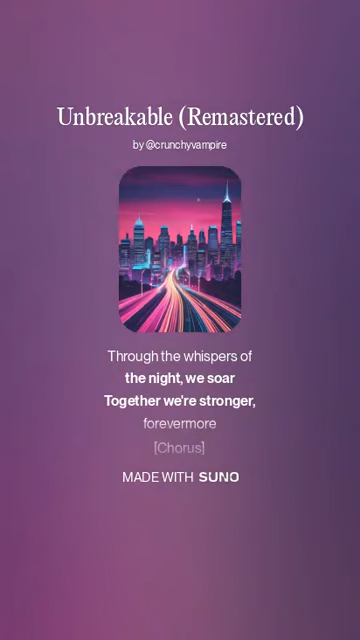 Unbreakable (Remastered)
by @crunchyvampire
Through the whispers of
the night, we soar
Together we're stronger,
forevermore
[Chorus]
MADE WITH SUNO